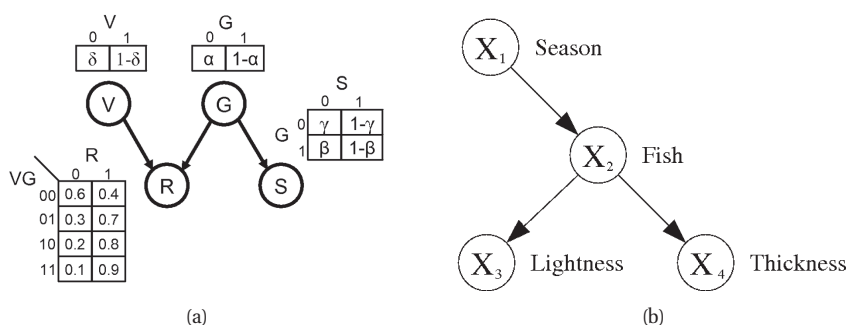 V
0 1
δ 1-δ
G
0 1
α 1-α
V
G
R
S
S
0 1
G
0 γ 1-γ
1 β 1-β
R
VG
0 1
00 0.6 0.4
01 0.3 0.7
10 0.2 0.8
11 0.1 0.9
(a)
X1 Season
X2 Fish
X3 Lightness
X4 Thickness
(b)